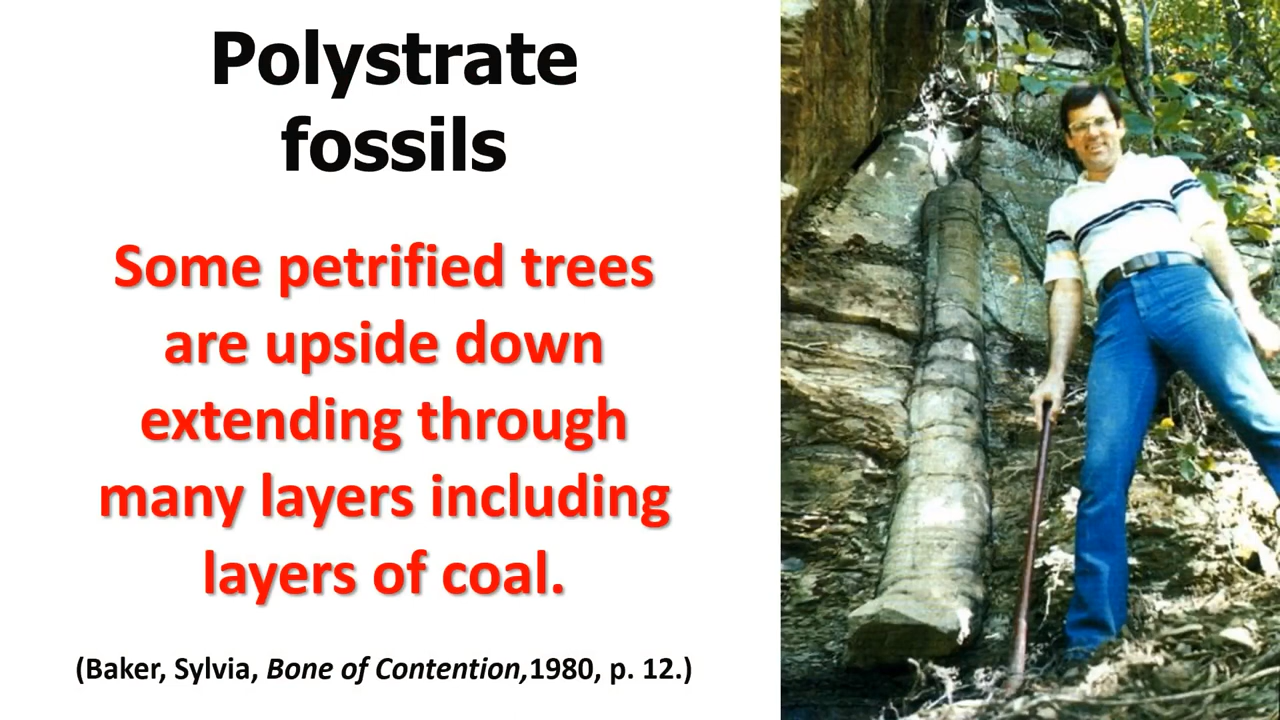 Polystrate
fossils
Some petrified trees
are upside down
extending through
many layers including
layers of coal.
(Baker, Sylvia, Bone of Contention,1980, p. 12.)